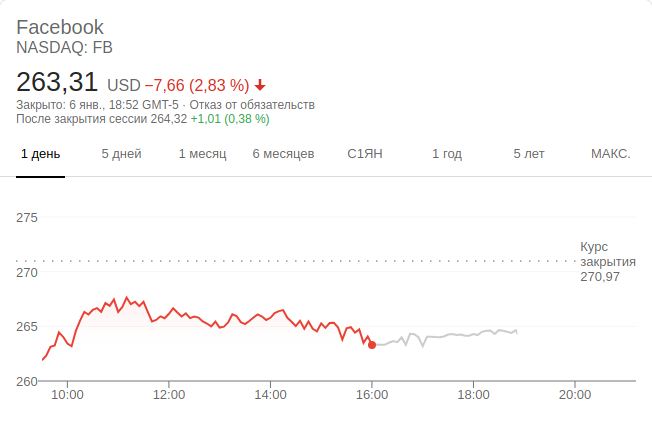 Facebook
NASDAQ: FB
263,31 USD −7,66 (2,83 %)
Закрыто: 6 янв., 18:52 GMT-5 · Отказ от обязательств
После закрытия сессии 264,32 +1,01 (0,38 %)
1 день 5 дней 1 месяц 6 месяцев С1ЯН 1 год 5 лет МАКС.
275
Курс
закрытия
270,97
270
265
260
10:00 12:00 14:00 16:00 18:00 20:00